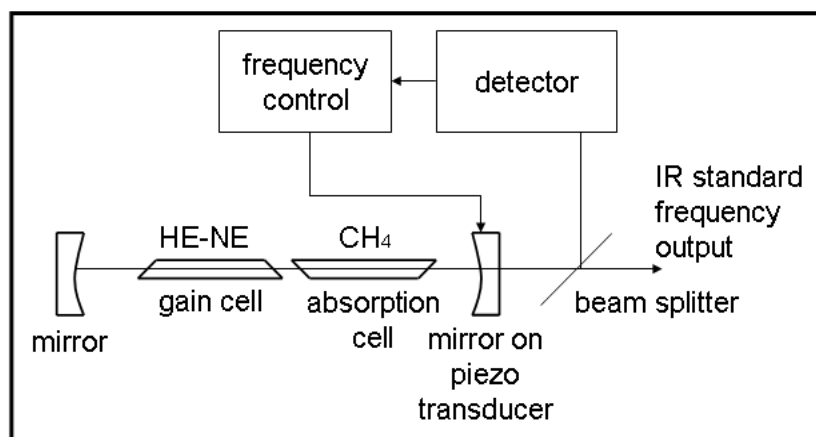 frequency
control
detector
IR standard
frequency
output
HE-NE
CH₄
gain cell
absorption
cell
mirror
mirror on
piezo
transducer
beam splitter